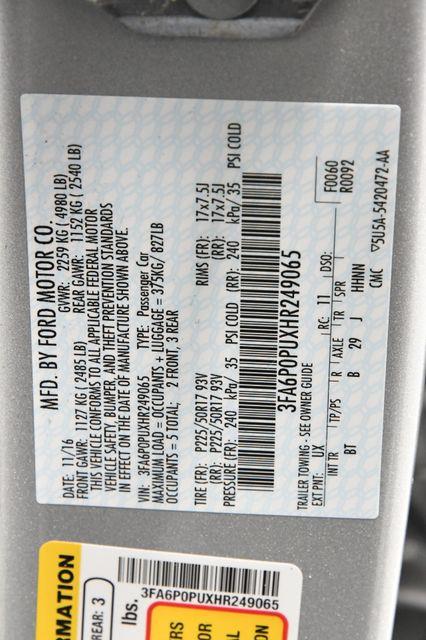 MFD. BY FORD MOTOR CO.
DATE: 11/16 GVWR: 2259 KG ( 4980 LB)
FRONT GAWR: 1127 KG ( 2485 LB) REAR GAWR: 1152 KG ( 2540 LB)
THIS VEHICLE CONFORMS TO ALL APPLICABLE FEDERAL MOTOR
VEHICLE SAFETY, BUMPER, AND THEFT PREVENTION STANDARDS
IN EFFECT ON THE DATE OF MANUFACTURE SHOWN ABOVE.
VIN: 3FA6P0PUXHR249065 TYPE: Passenger Car
MAXIMUM LOAD = OCCUPANTS + LUGGAGE = 375KG/ 827LB
OCCUPANTS = 5 TOTAL; 2 FRONT, 3 REAR
TIRE (FR): P225/50R17 93V RIMS (FR): 17x7.5J
(RR): P225/50R17 93V (RR): 17x7.5J
PRESSURE (FR): 240 kPa/ 35 PSI COLD (RR): 240 kPa/ 35 PSI COLD
3FA6P0PUXHR249065
TRAILER TOWING - SEE OWNER GUIDE
F0060
R0092
EXT PNT: UX RC: 11 DSO:
INT TR TP/PS R AXLE TR SPR
BT B 29 J HHNN
CMC ▽5U5A-5420472-AA
3FA6P0PUXHR249065
RMATION
REAR: 3
lbs.